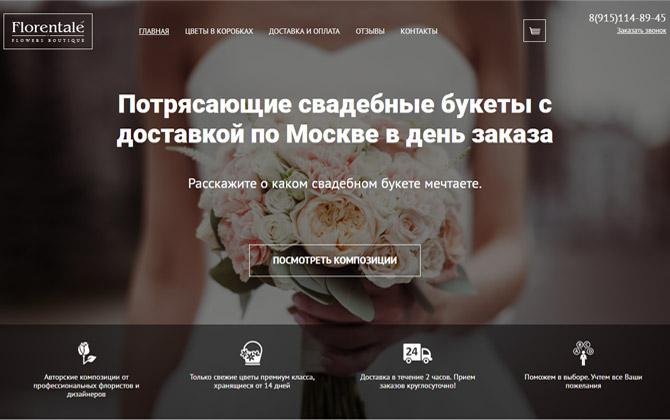 Florentale
FLOWERS BOUTIQUE
ГЛАВНАЯ
ЦВЕТЫ В КОРОБКАХ
ДОСТАВКА И ОПЛАТА
ОТЗЫВЫ
КОНТАКТЫ
8(915)114-89-45
Заказать звонок
Потрясающие свадебные букеты с
доставкой по Москве в день заказа
Расскажите о каком свадебном букете мечтаете.
ПОСМОТРЕТЬ КОМПОЗИЦИИ
Авторские композиции от
профессиональных флористов и
дизайнеров
Только свежие цветы премиум класса,
хранящиеся от 14 дней
24
Доставка в течение 2 часов. Прием
заказов круглосуточно!
Поможем в выборе. Учтем все Ваши
пожелания